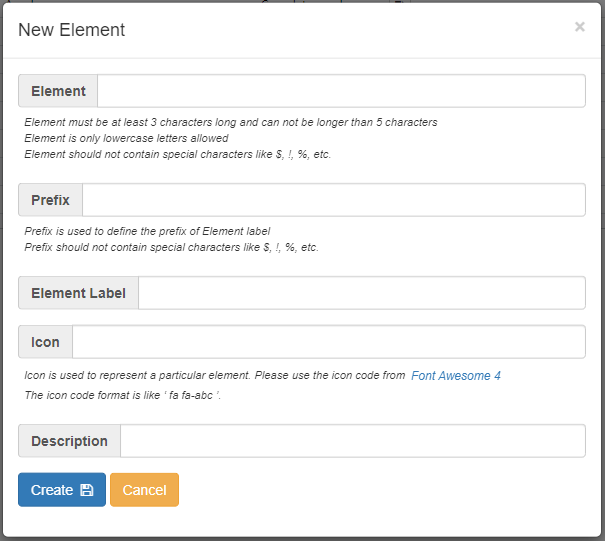 New Element
×
Element
Element must be at least 3 characters long and can not be longer than 5 characters
Element is only lowercase letters allowed
Element should not contain special characters like $, !, %, etc.
Prefix
Prefix is used to define the prefix of Element label
Prefix should not contain special characters like $, !, %, etc.
Element Label
Icon
Icon is used to represent a particular element. Please use the icon code from Font Awesome 4
The icon code format is like ' fa fa-abc '.
Description
Create Cancel